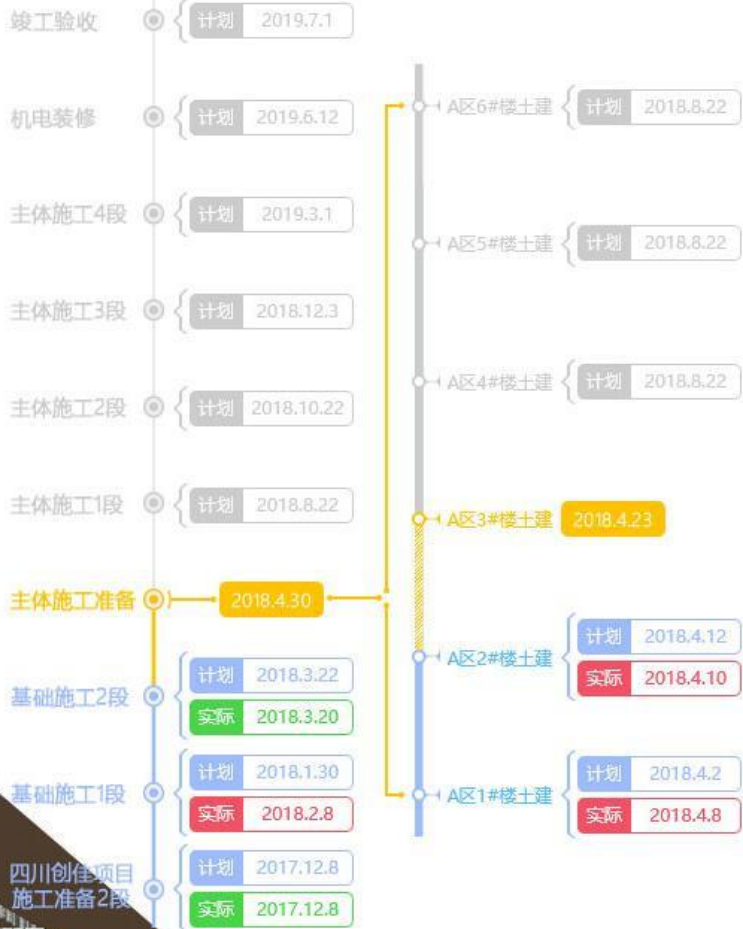 竣工验收
计划 2019.7.1
机电装修
计划 2019.6.12
主体施工4段
计划 2019.3.1
主体施工3段
计划 2018.12.3
主体施工2段
计划 2018.10.22
主体施工1段
计划 2018.8.22
主体施工准备
2018.4.30
基础施工2段
计划 2018.3.22
实际 2018.3.20
基础施工1段
计划 2018.1.30
实际 2018.2.8
四川创佳项目
施工准备2段
计划 2017.12.8
实际 2017.12.8
A区6#楼土建
计划 2018.8.22
A区5#楼土建
计划 2018.8.22
A区4#楼土建
计划 2018.8.22
A区3#楼土建
2018.4.23
A区2#楼土建
计划 2018.4.12
实际 2018.4.10
A区1#楼土建
计划 2018.4.2
实际 2018.4.8